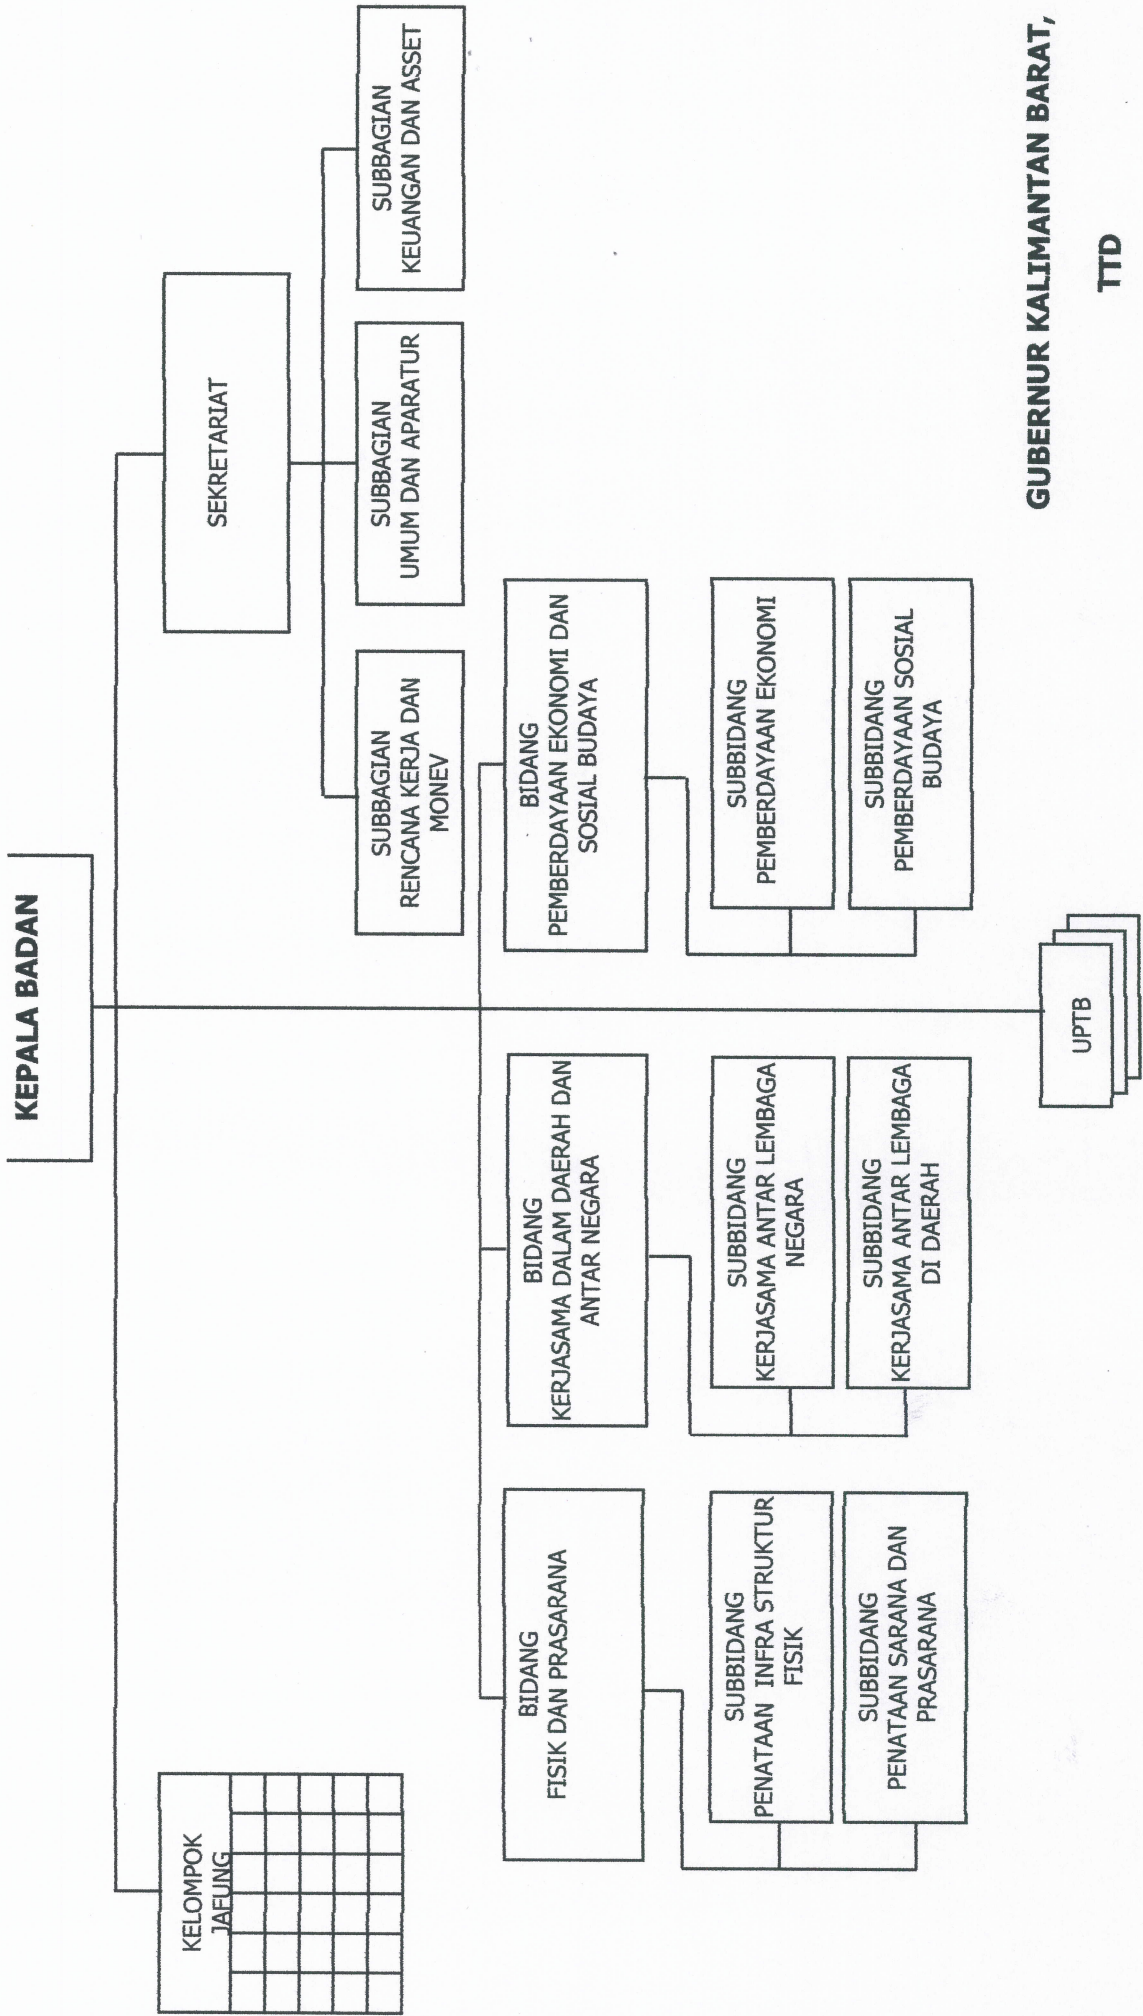 KEPALA BADAN
KELOMPOK
JAFUNG
SEKRETARIAT
SUBBAGIAN
RENCANA KERJA DAN
MONEV
SUBBAGIAN
UMUM DAN APARATUR
SUBBAGIAN
KEUANGAN DAN ASSET
BIDANG
FISIK DAN PRASARANA
BIDANG
KERJASAMA DALAM DAERAH DAN
ANTAR NEGARA
BIDANG
PEMBERDAYAAN EKONOMI DAN
SOSIAL BUDAYA
SUBBIDANG
PENATAAN INFRA STRUKTUR
FISIK
SUBBIDANG
KERJASAMA ANTAR LEMBAGA
NEGARA
SUBBIDANG
PEMBERDAYAAN EKONOMI
SUBBIDANG
PENATAAN SARANA DAN
PRASARANA
SUBBIDANG
KERJASAMA ANTAR LEMBAGA
DI DAERAH
SUBBIDANG
PEMBERDAYAAN SOSIAL
BUDAYA
UPTB
GUBERNUR KALIMANTAN BARAT,
TTD